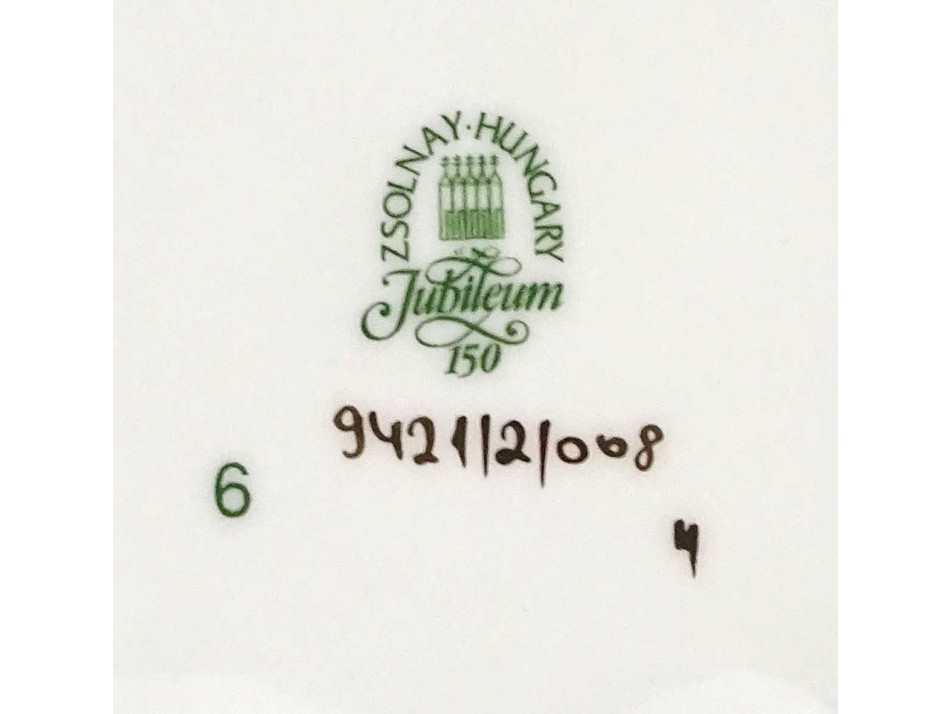 ZSOLNAY·HUNGARY
Jubileum
150
9421/2/008
6
4